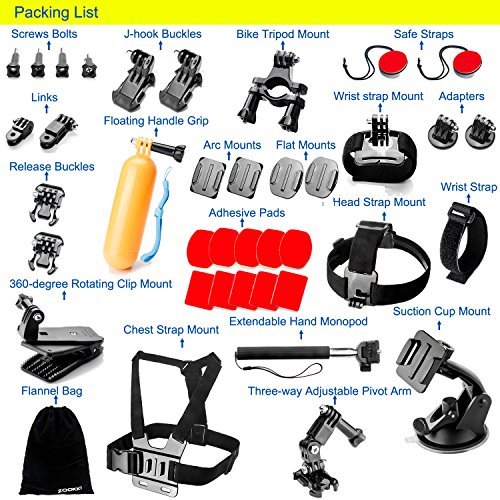 Packing List
Screws Bolts
J-hook Buckles
Bike Tripod Mount
Safe Straps
Links
Floating Handle Grip
Wrist strap Mount
Adapters
Release Buckles
Arc Mounts
Flat Mounts
Adhesive Pads
Head Strap Mount
Wrist Strap
360-degree Rotating Clip Mount
Chest Strap Mount
Extendable Hand Monopod
Suction Cup Mount
Flannel Bag
Three-way Adjustable Pivot Arm
ZOOKKI